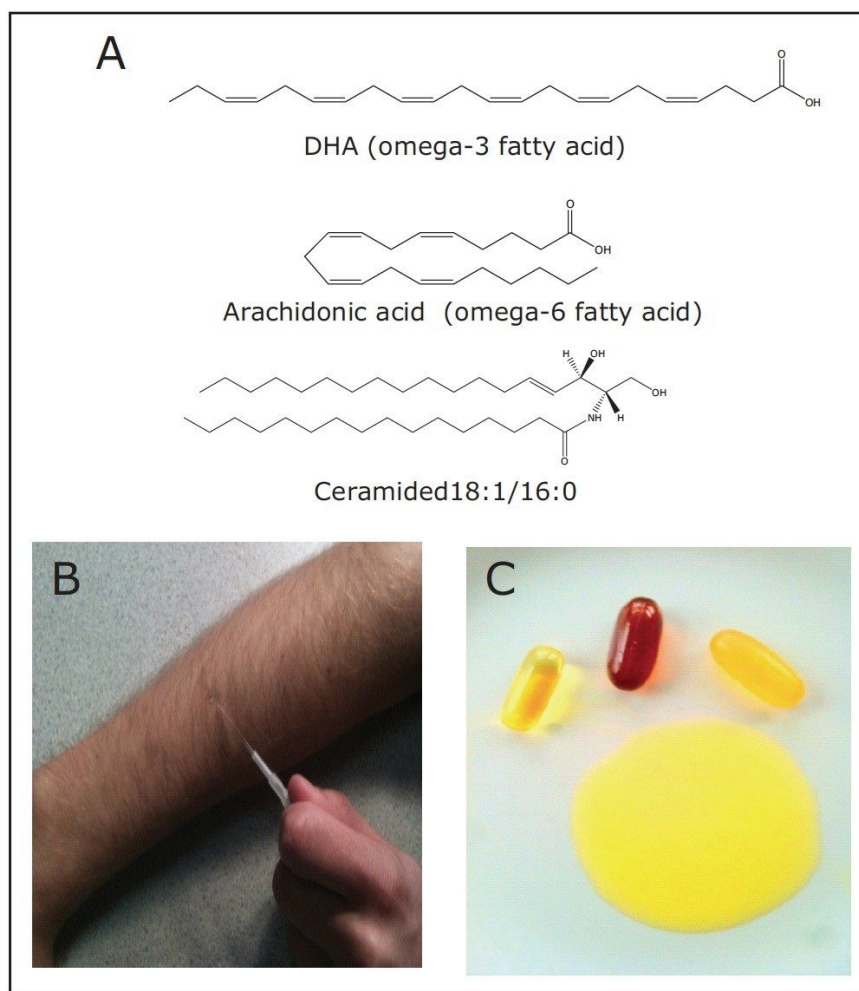 A
O
OH
DHA (omega-3 fatty acid)
O
OH
Arachidonic acid (omega-6 fatty acid)
H OH
OH
NH H
O
Ceramided18:1/16:0
B
C